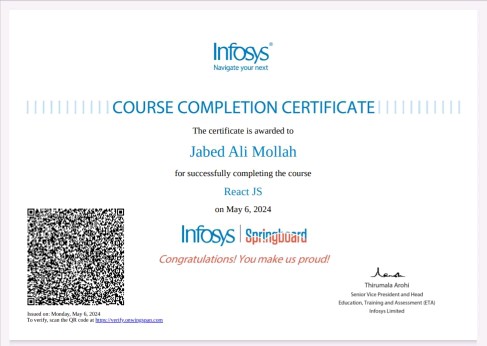 Infosys®
Navigate your next
COURSE COMPLETION CERTIFICATE
The certificate is awarded to
Jabed Ali Mollah
for successfully completing the course
React JS
on May 6, 2024
Infosys | Springboard
Congratulations! You make us proud!
Thirumala Arohi
Senior Vice President and Head
Education, Training and Assessment (ETA)
Infosys Limited
Issued on: Monday, May 6, 2024
To verify, scan the QR code at https://verify.onwingspan.com